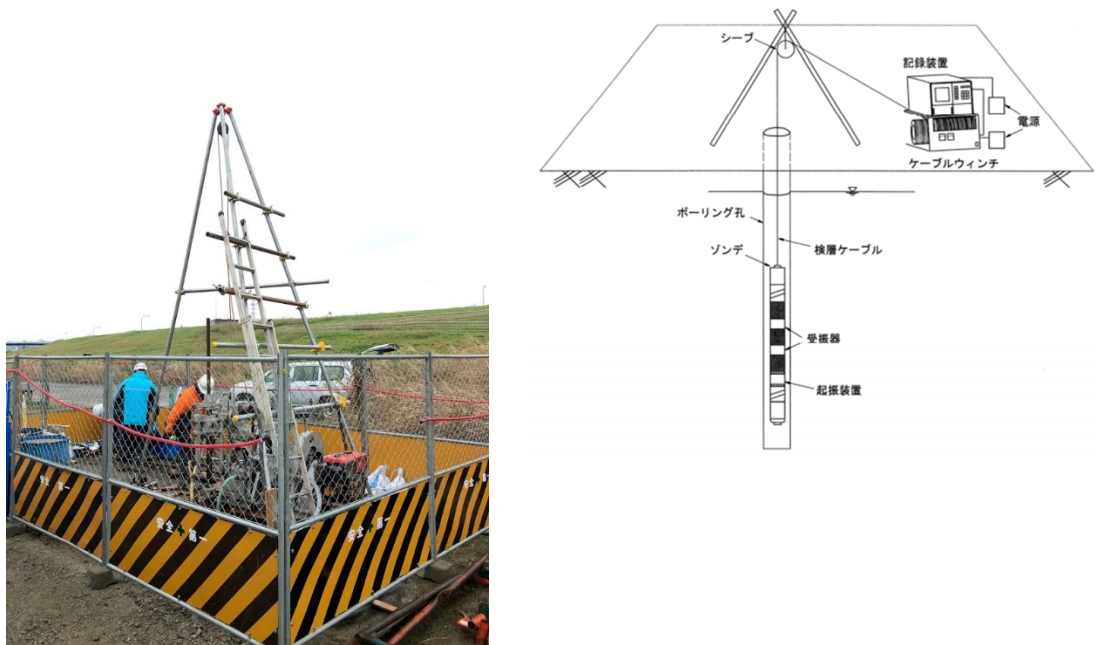 安全+第一
安全+第一
シーブ
記録装置
電源
ケーブルウィンチ
ボーリング孔
検層ケーブル
ゾンデ
受振器
起振装置